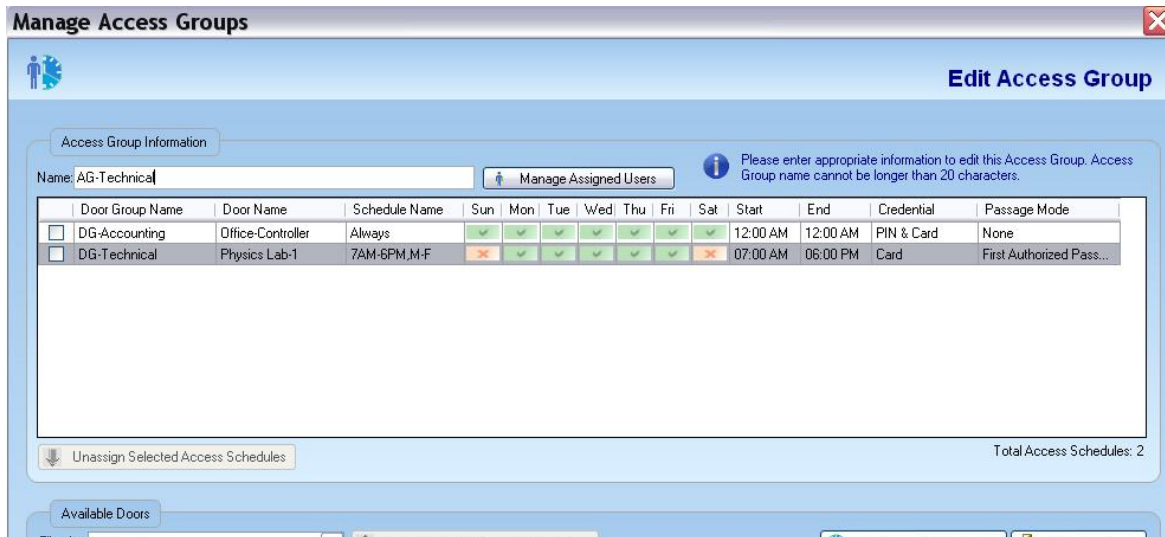 Manage Access Groups
Edit Access Group
Access Group Information
Name: AG-Technical
Manage Assigned Users
Please enter appropriate information to edit this Access Group. Access
Group name cannot be longer than 20 characters.
Door Group Name Door Name Schedule Name Sun Mon Tue Wed Thu Fri Sat Start End Credential Passage Mode
DG-Accounting Office-Controller Always 12:00 AM 12:00 AM PIN & Card None
DG-Technical Physics Lab-1 7AM-6PM,M-F 07:00 AM 06:00 PM Card First Authorized Pass...
Unassign Selected Access Schedules
Total Access Schedules: 2
Available Doors